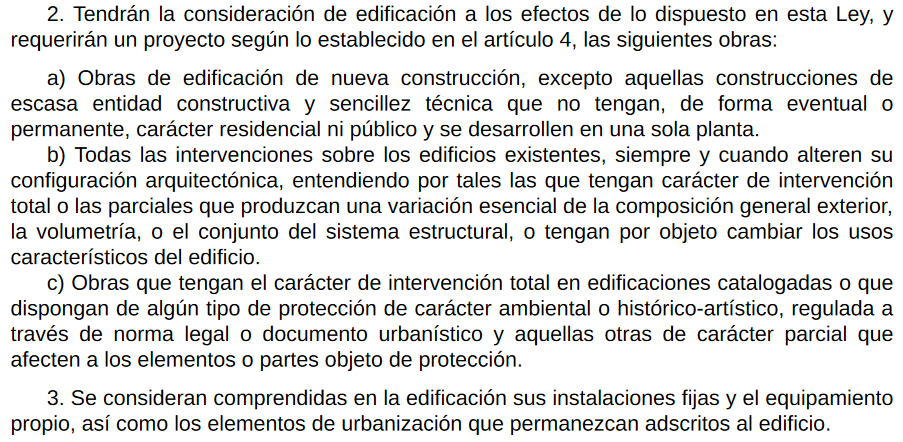 2. Tendrán la consideración de edificación a los efectos de lo dispuesto en esta Ley, y
requerirán un proyecto según lo establecido en el artículo 4, las siguientes obras:
a) Obras de edificación de nueva construcción, excepto aquellas construcciones de
escasa entidad constructiva y sencillez técnica que no tengan, de forma eventual o
permanente, carácter residencial ni público y se desarrollen en una sola planta.
b) Todas las intervenciones sobre los edificios existentes, siempre y cuando alteren su
configuración arquitectónica, entendiendo por tales las que tengan carácter de intervención
total o las parciales que produzcan una variación esencial de la composición general exterior,
la volumetría, o el conjunto del sistema estructural, o tengan por objeto cambiar los usos
característicos del edificio.
c) Obras que tengan el carácter de intervención total en edificaciones catalogadas o que
dispongan de algún tipo de protección de carácter ambiental o histórico-artístico, regulada a
través de norma legal o documento urbanístico y aquellas otras de carácter parcial que
afecten a los elementos o partes objeto de protección.
3. Se consideran comprendidas en la edificación sus instalaciones fijas y el equipamiento
propio, así como los elementos de urbanización que permanezcan adscritos al edificio.